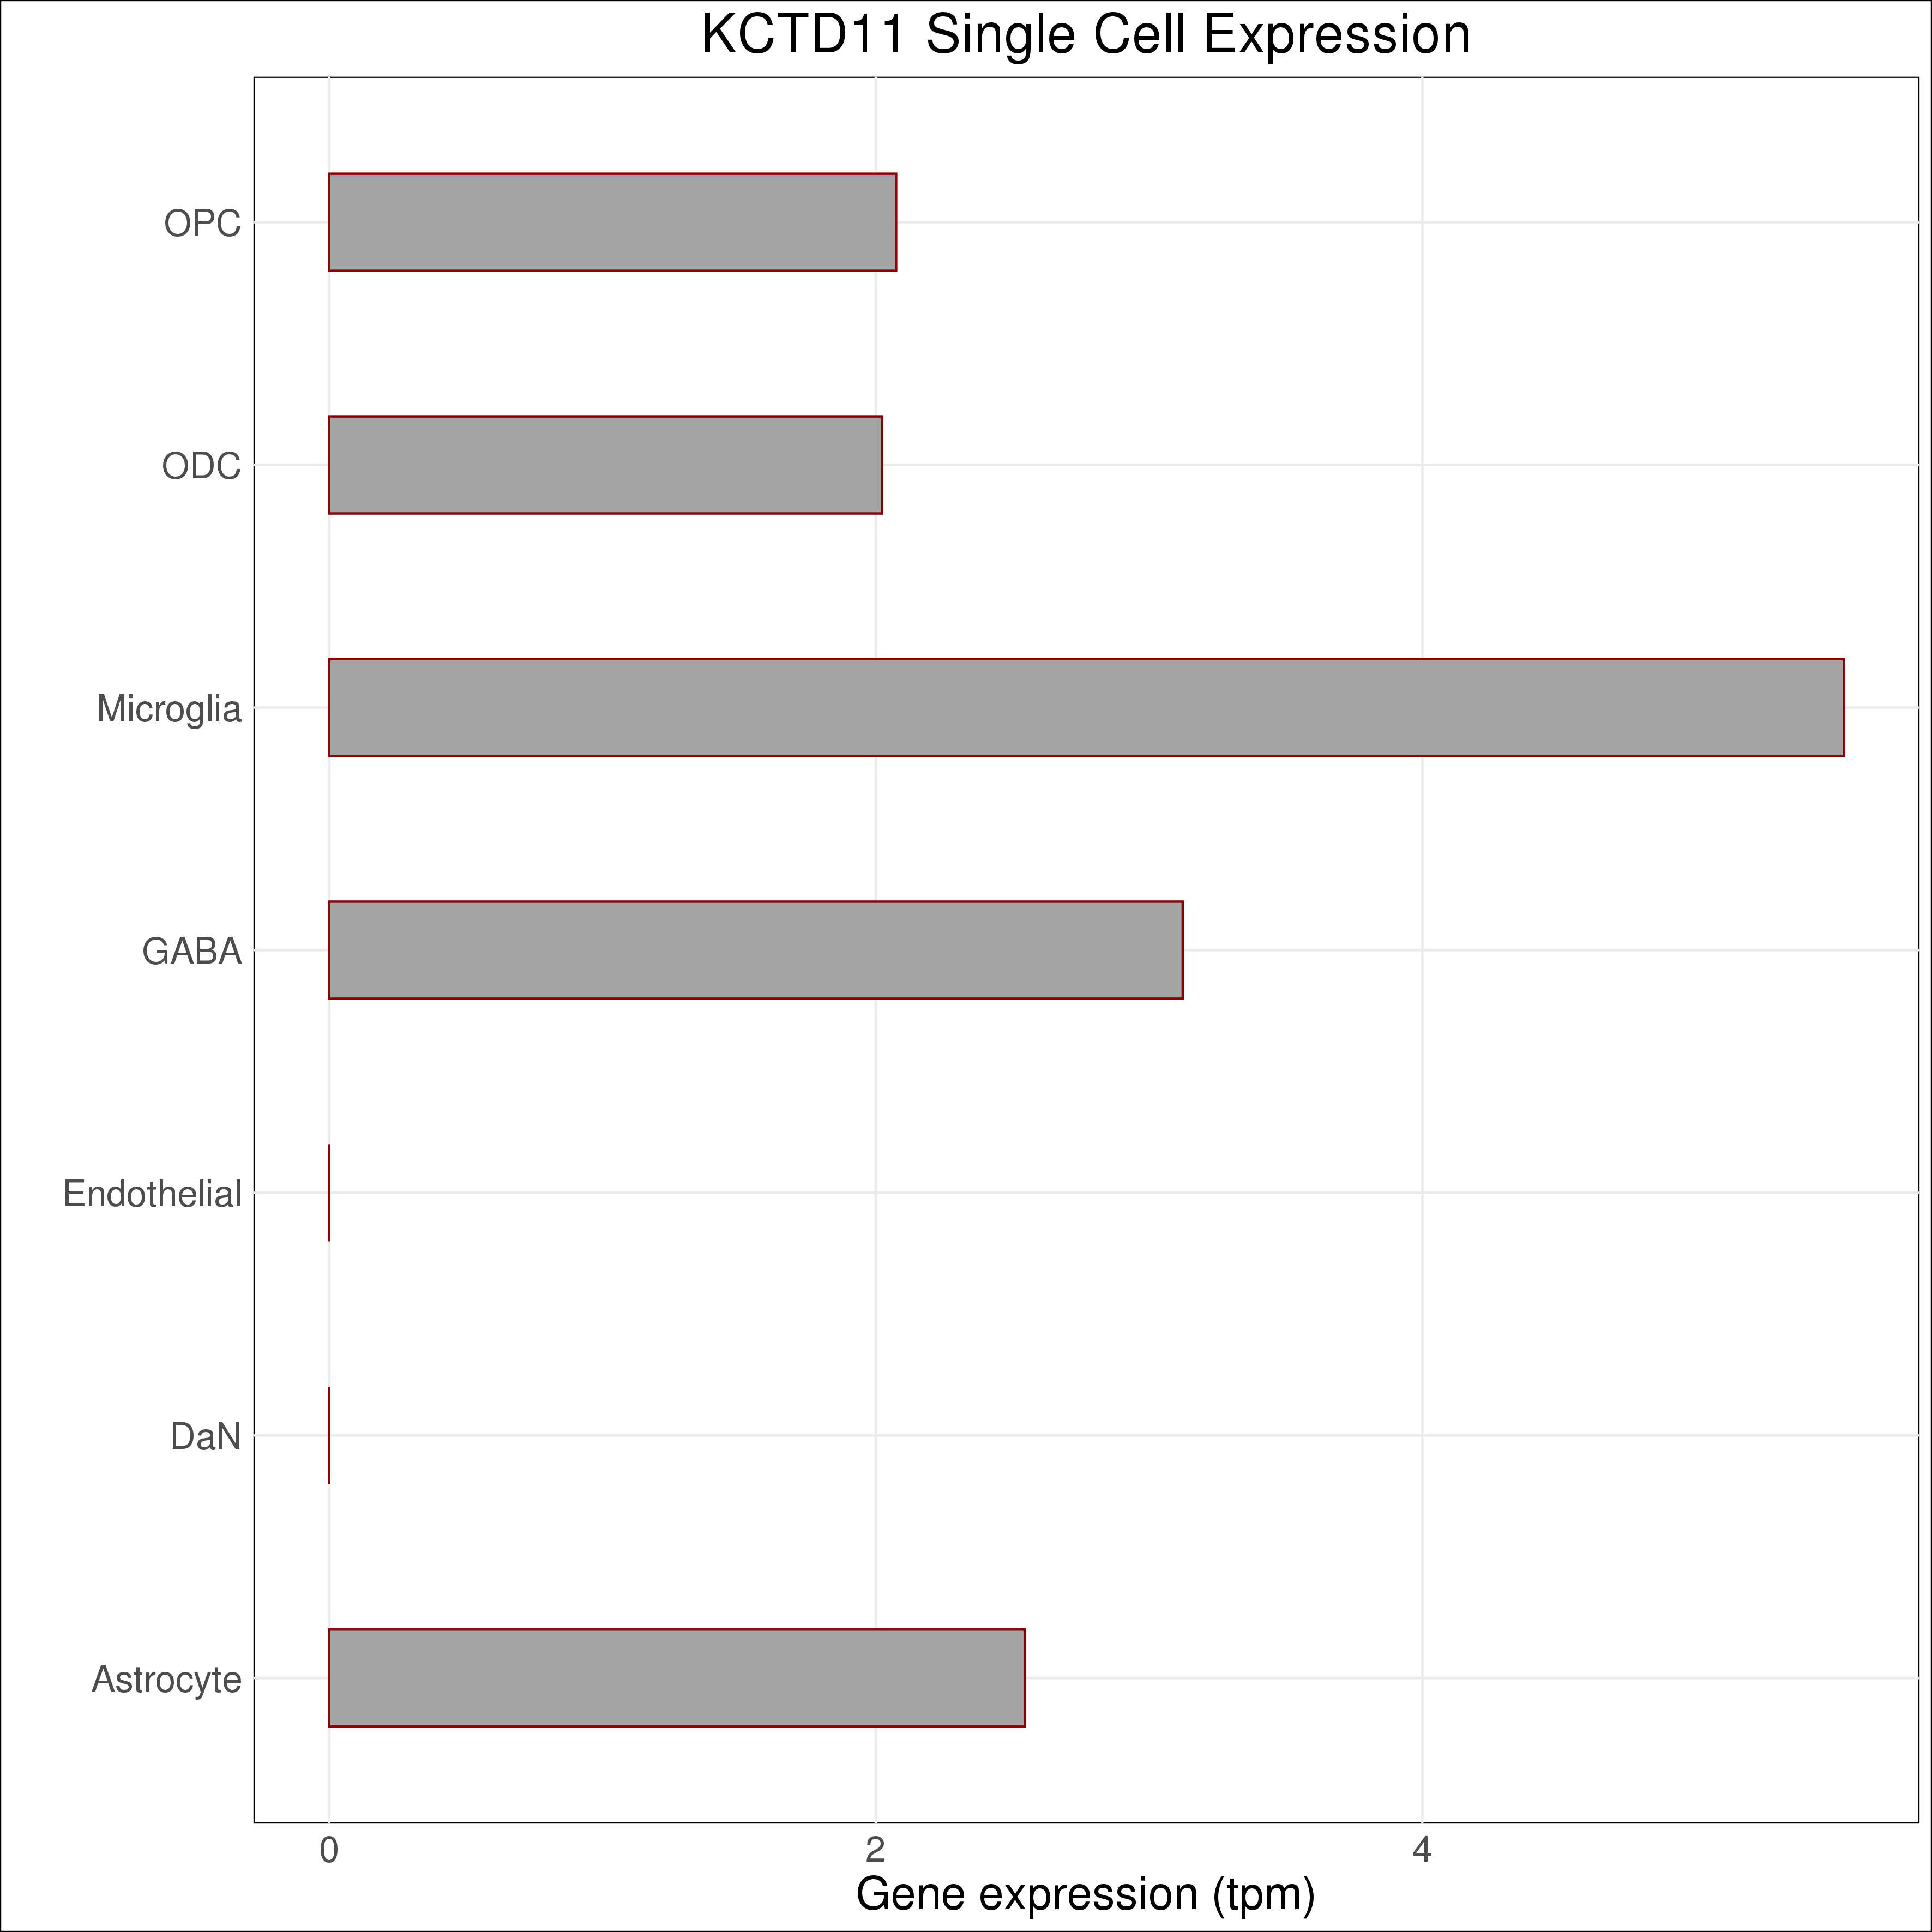 KCTD11 Single Cell Expression
OPC
ODC
Microglia
GABA
Endothelial
DaN
Astrocyte
0 2 4
Gene expression (tpm)